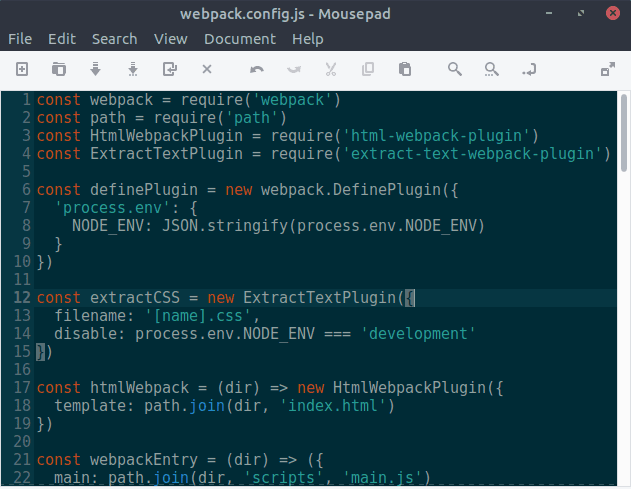 webpack.config.js - Mousepad
File Edit Search View Document Help
1 const webpack = require('webpack')
2 const path = require('path')
3 const HtmlWebpackPlugin = require('html-webpack-plugin')
4 const ExtractTextPlugin = require('extract-text-webpack-plugin')
5
6 const definePlugin = new webpack.DefinePlugin({
7   'process.env': {
8     NODE_ENV: JSON.stringify(process.env.NODE_ENV)
9   }
10 })
11
12 const extractCSS = new ExtractTextPlugin({
13   filename: '[name].css',
14   disable: process.env.NODE_ENV === 'development'
15 })
16
17 const htmlWebpack = (dir) => new HtmlWebpackPlugin({
18   template: path.join(dir, 'index.html')
19 })
20
21 const webpackEntry = (dir) => ({
22   main: path.join(dir, 'scripts', 'main.js')